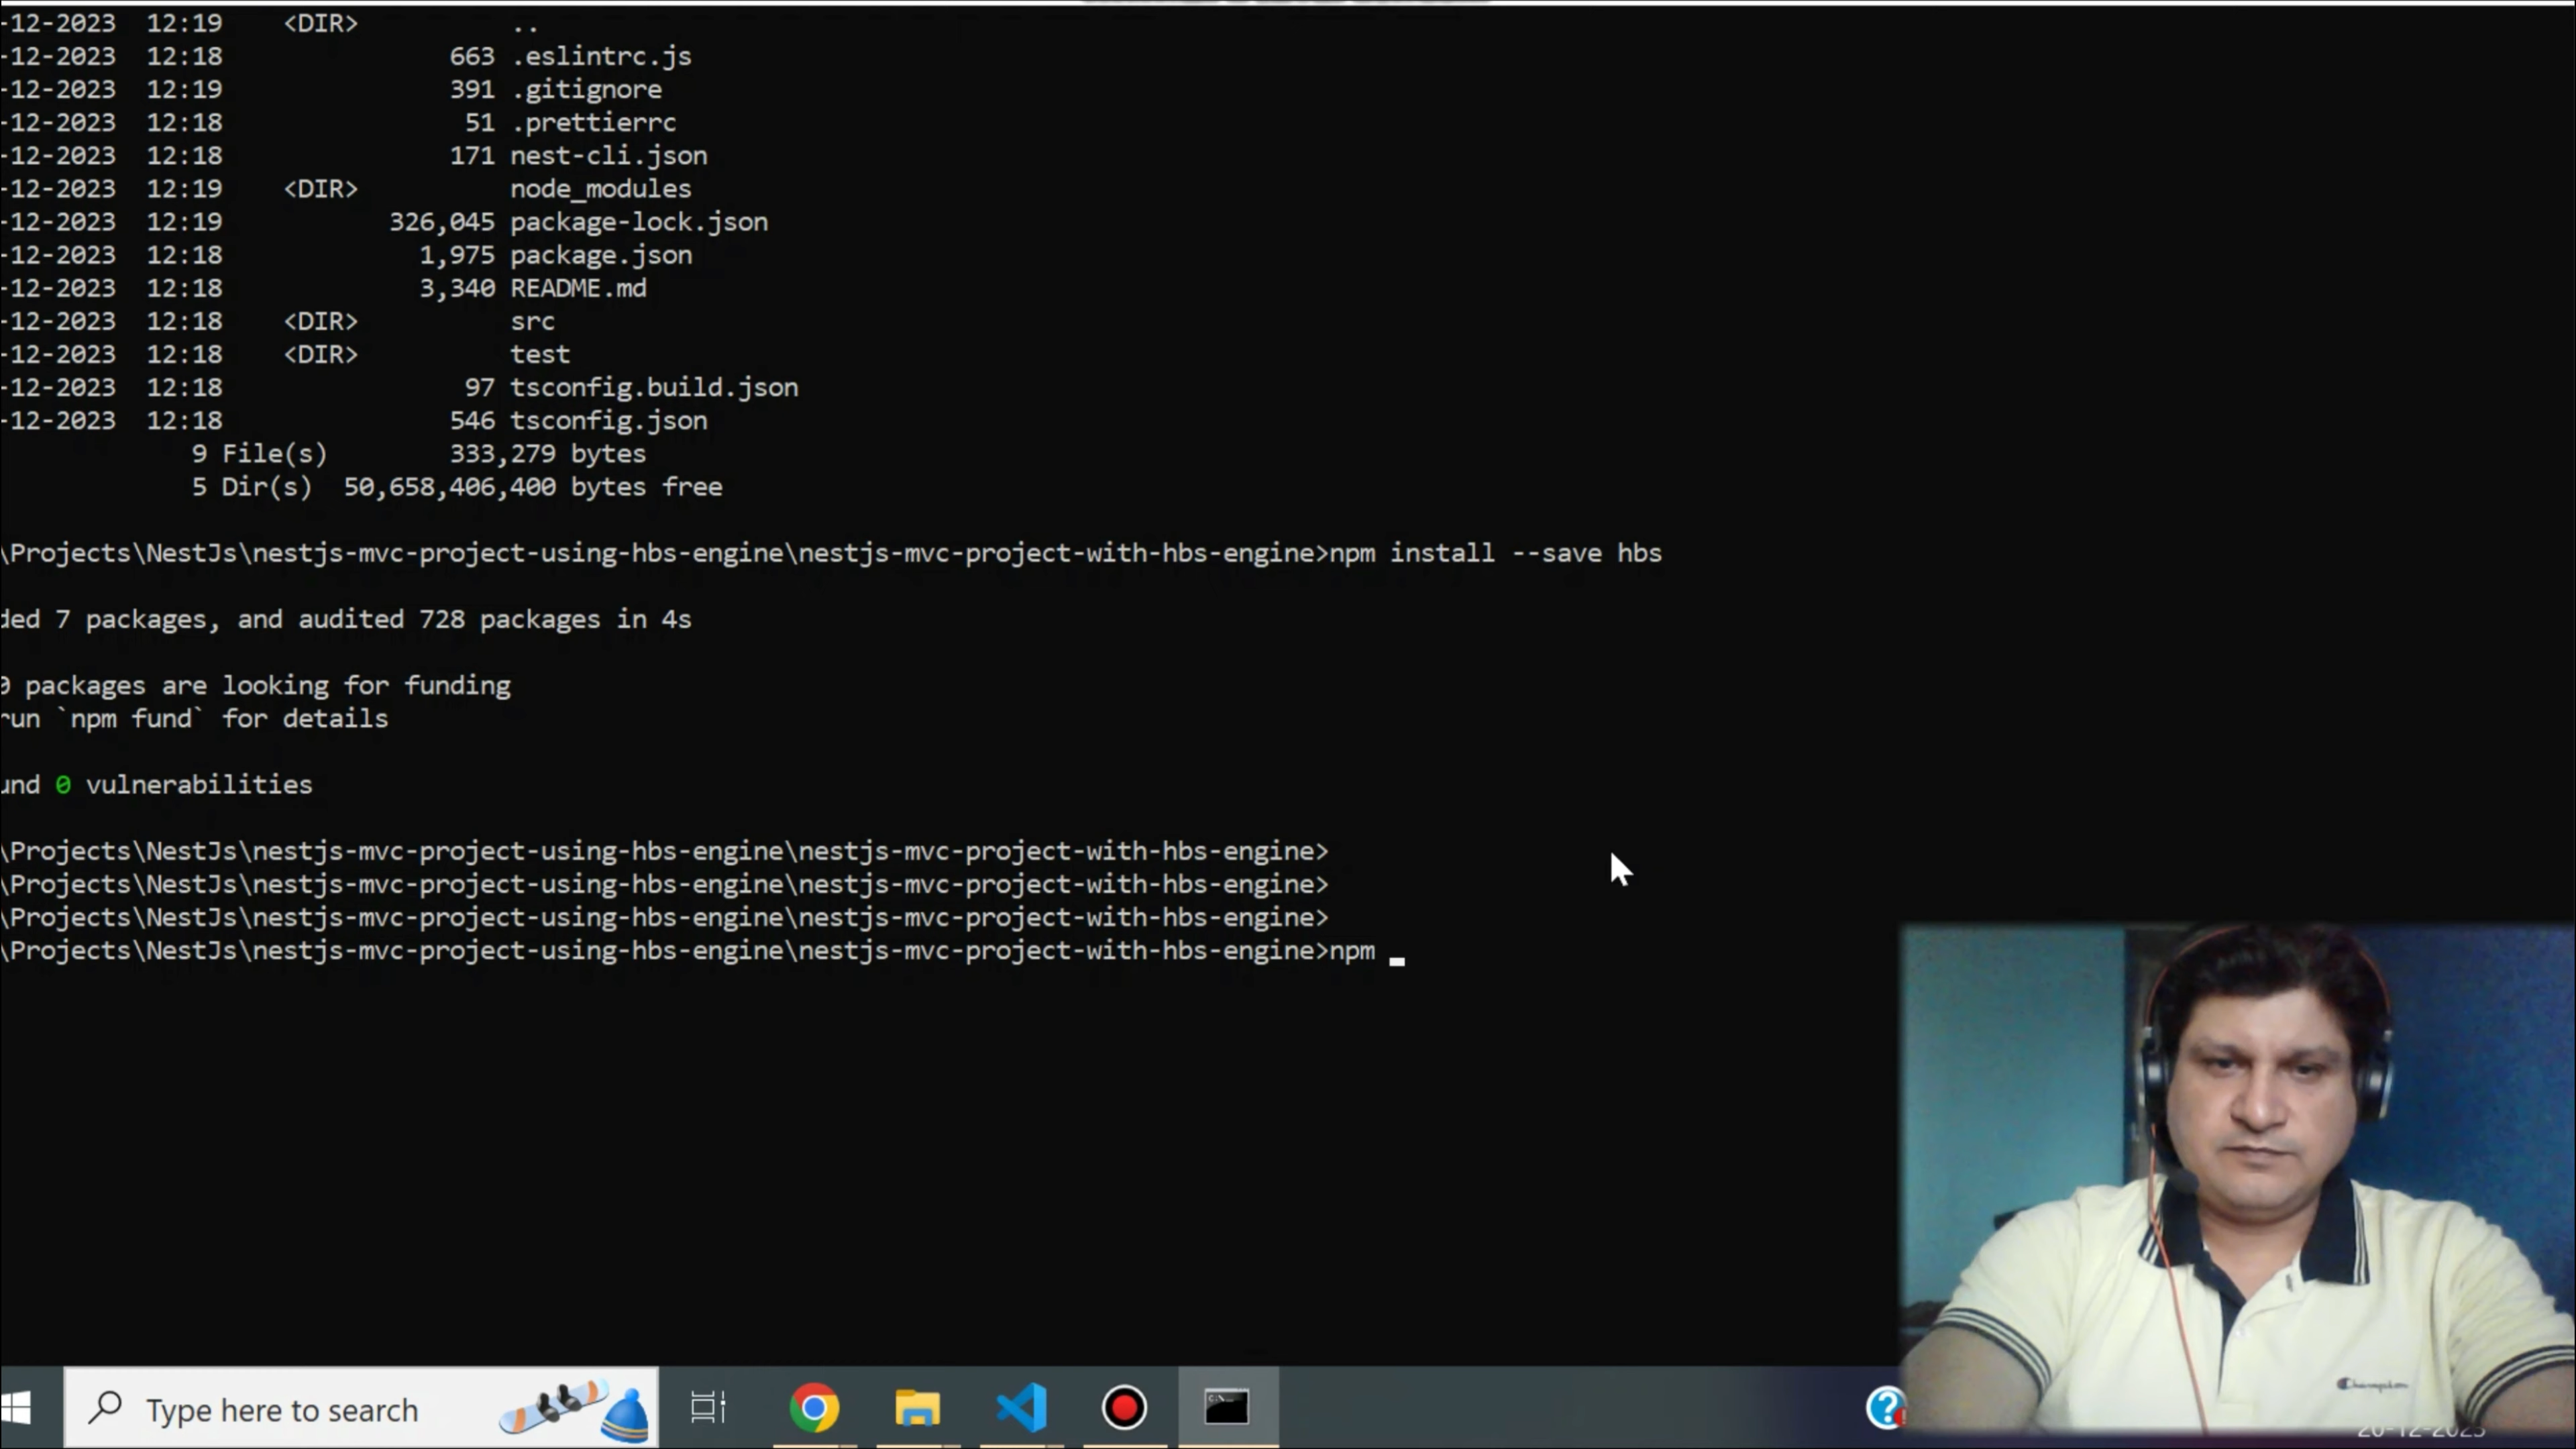 -12-2023 12:19 <DIR> ..
-12-2023 12:18 663 .eslintrc.js
-12-2023 12:19 391 .gitignore
-12-2023 12:18 51 .prettierrc
-12-2023 12:18 171 nest-cli.json
-12-2023 12:19 <DIR> node_modules
-12-2023 12:19 326,045 package-lock.json
-12-2023 12:18 1,975 package.json
-12-2023 12:18 3,340 README.md
-12-2023 12:18 <DIR> src
-12-2023 12:18 <DIR> test
-12-2023 12:18 97 tsconfig.build.json
-12-2023 12:18 546 tsconfig.json
9 File(s) 333,279 bytes
5 Dir(s) 50,658,406,400 bytes free
\Projects\NestJs\nestjs-mvc-project-using-hbs-engine\nestjs-mvc-project-with-hbs-engine>npm install --save hbs
ded 7 packages, and audited 728 packages in 4s
0 packages are looking for funding
run `npm fund` for details
und 0 vulnerabilities
\Projects\NestJs\nestjs-mvc-project-using-hbs-engine\nestjs-mvc-project-with-hbs-engine>
\Projects\NestJs\nestjs-mvc-project-using-hbs-engine\nestjs-mvc-project-with-hbs-engine>
\Projects\NestJs\nestjs-mvc-project-using-hbs-engine\nestjs-mvc-project-with-hbs-engine>
\Projects\NestJs\nestjs-mvc-project-using-hbs-engine\nestjs-mvc-project-with-hbs-engine>npm _
Champion
Type here to search